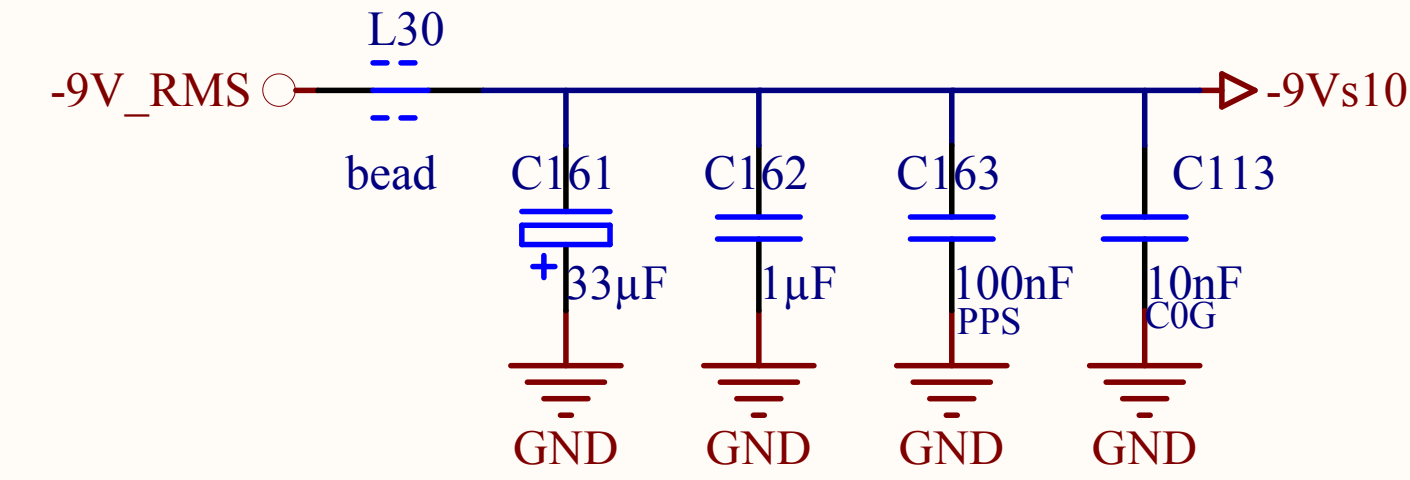 L30
-9V_RMS
-9Vs10
bead
C161
C162
C163
C113
+
33µF
1µF
100nF
10nF
PPS
C0G
GND
GND
GND
GND